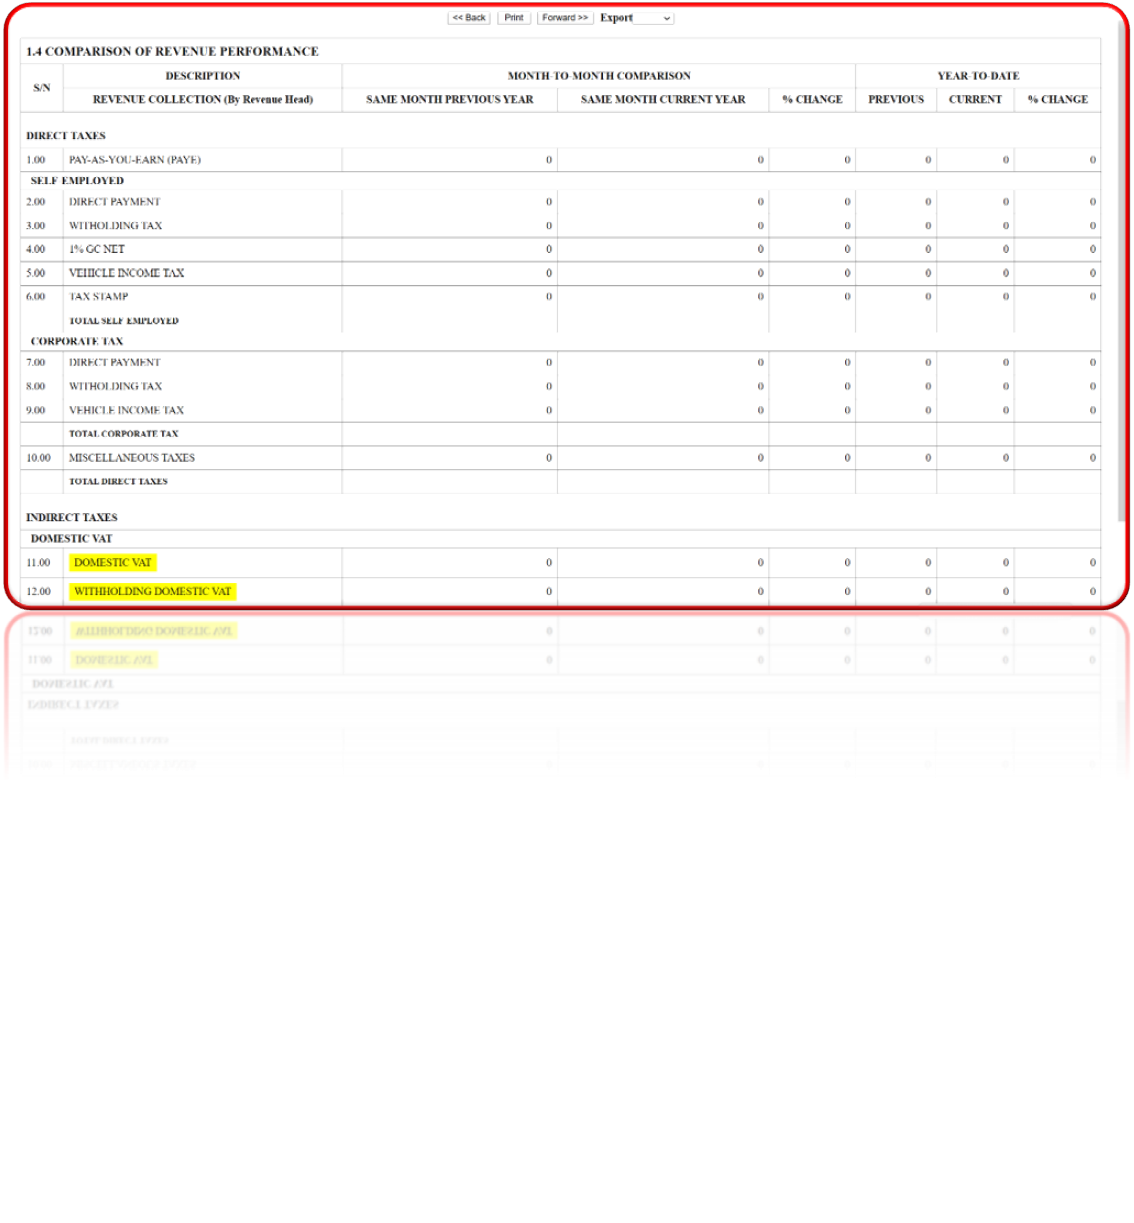 << Back Print Forward >> Export
1.4 COMPARISON OF REVENUE PERFORMANCE
S/N DESCRIPTION MONTH-TO-MONTH COMPARISON YEAR-TO-DATE
REVENUE COLLECTION (By Revenue Head) SAME MONTH PREVIOUS YEAR SAME MONTH CURRENT YEAR % CHANGE PREVIOUS CURRENT % CHANGE
DIRECT TAXES
1.00 PAY-AS-YOU-EARN (PAYE) 0 0 0 0 0 0
SELF EMPLOYED
2.00 DIRECT PAYMENT 0 0 0 0 0 0
3.00 WITHOLDING TAX 0 0 0 0 0 0
4.00 1% GC NET 0 0 0 0 0 0
5.00 VEHICLE INCOME TAX 0 0 0 0 0 0
6.00 TAX STAMP 0 0 0 0 0 0
TOTAL SELF EMPLOYED
CORPORATE TAX
7.00 DIRECT PAYMENT 0 0 0 0 0 0
8.00 WITHOLDING TAX 0 0 0 0 0 0
9.00 VEHICLE INCOME TAX 0 0 0 0 0 0
TOTAL CORPORATE TAX
10.00 MISCELLANEOUS TAXES 0 0 0 0 0 0
TOTAL DIRECT TAXES
INDIRECT TAXES
DOMESTIC VAT
11.00 DOMESTIC VAT 0 0 0 0 0 0
12.00 WITHHOLDING DOMESTIC VAT 0 0 0 0 0 0